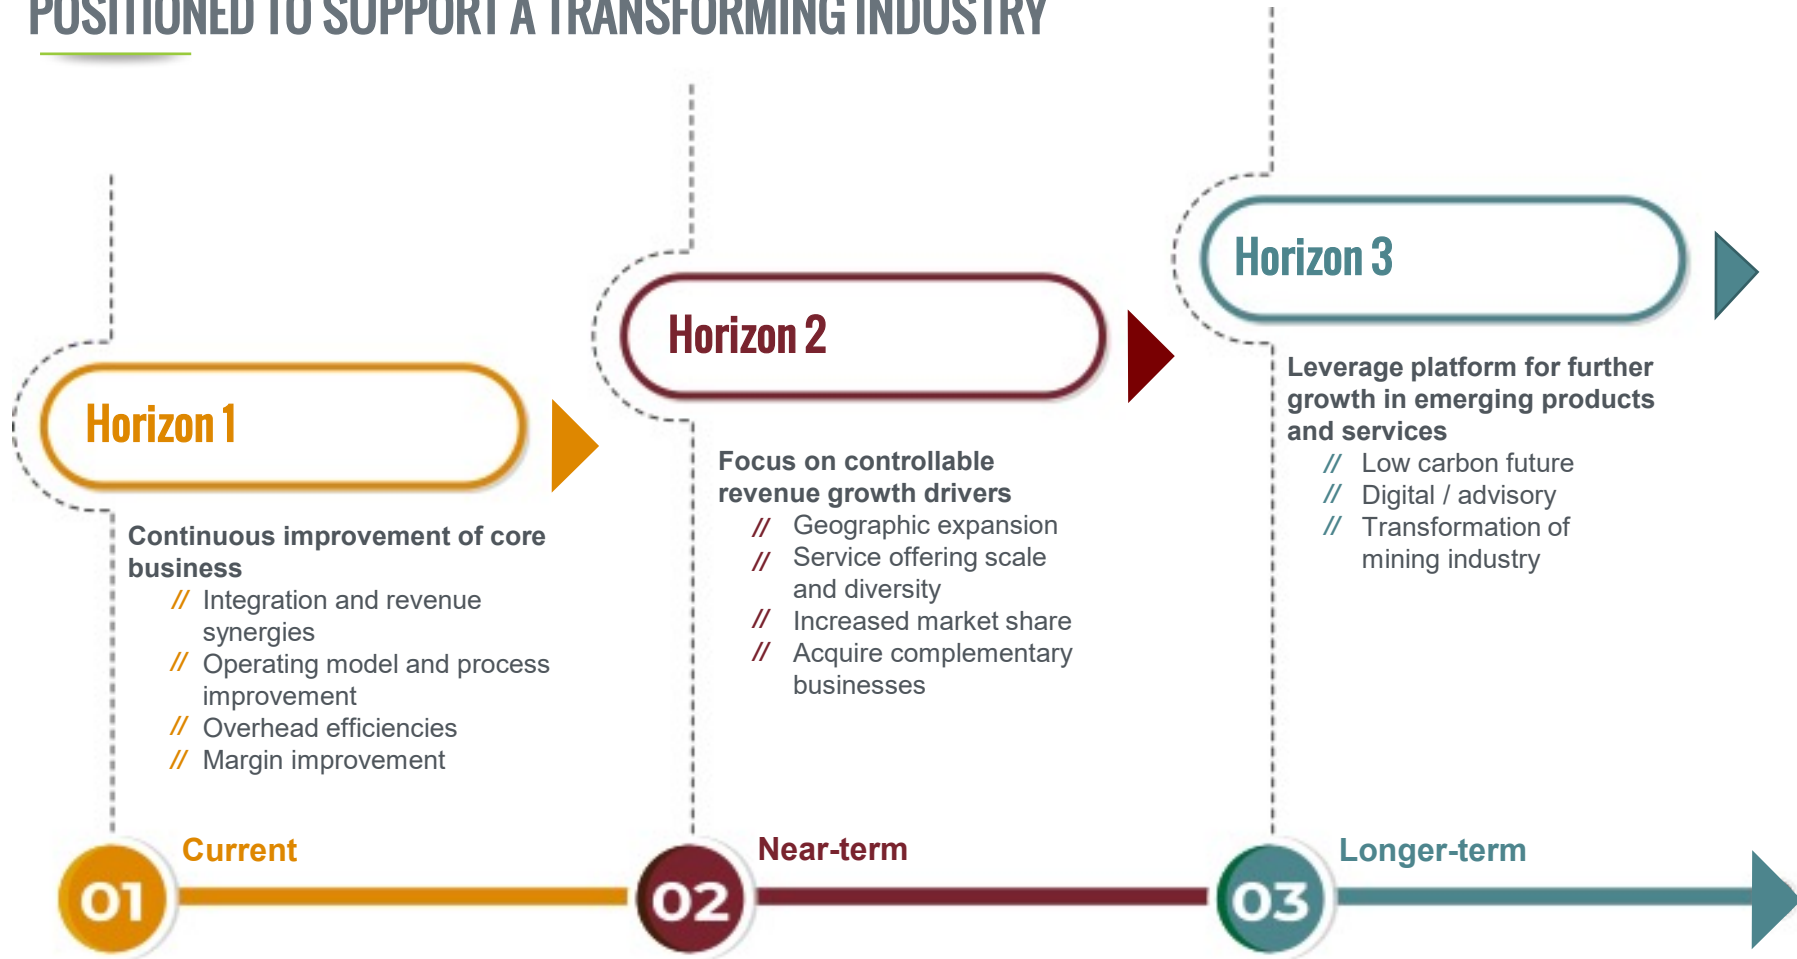 POSITIONED TO SUPPORT A TRANSFORMING INDUSTRY
Horizon 1
Continuous improvement of core
business
// Integration and revenue
synergies
// Operating model and process
improvement
// Overhead efficiencies
// Margin improvement
Horizon 2
Focus on controllable
revenue growth drivers
// Geographic expansion
// Service offering scale
and diversity
// Increased market share
// Acquire complementary
businesses
Horizon 3
Leverage platform for further
growth in emerging products
and services
// Low carbon future
// Digital / advisory
// Transformation of
mining industry
01 Current
02 Near-term
03 Longer-term